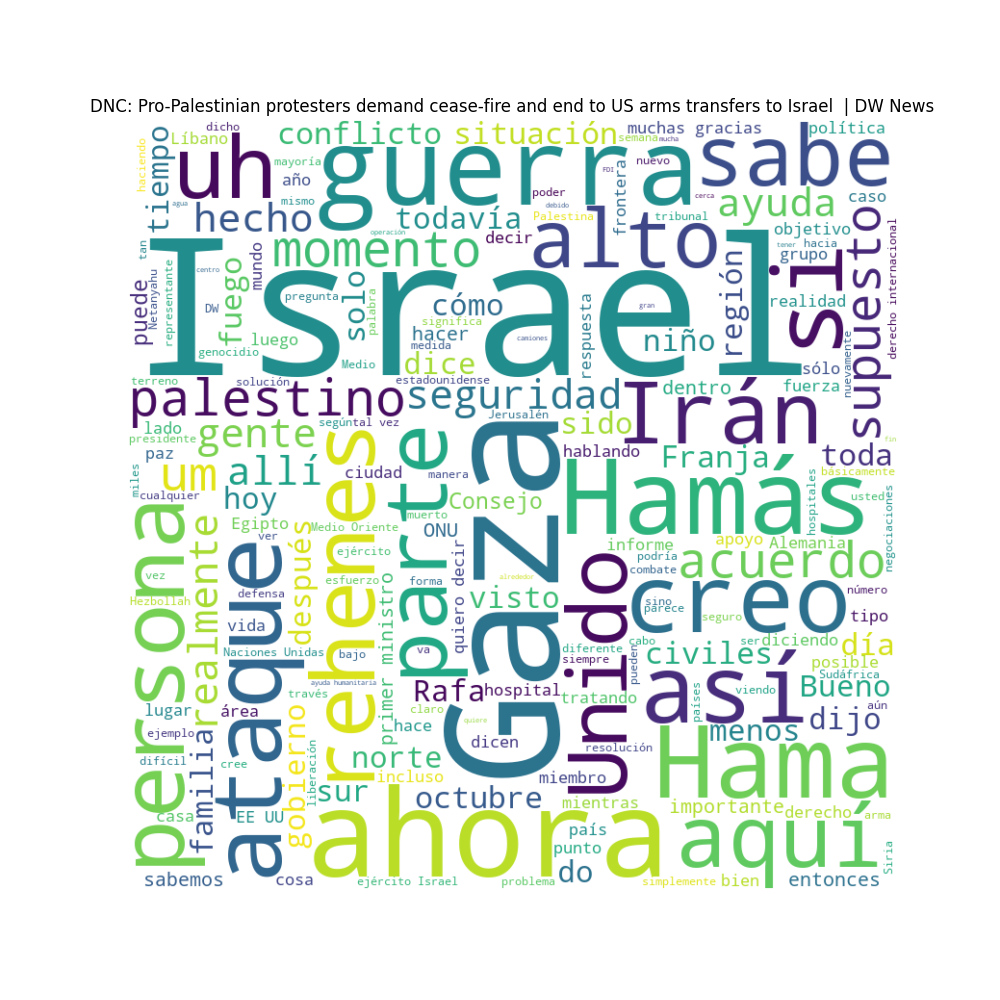 DNC: Pro-Palestinian protesters demand cease-fire and end to US arms transfers to Israel | DW News
dicho
Líbano
haciendo
tiempo
uh
conflicto
situación
muchas gracias
semana
mucha
política
mayoría
año
mismo
guerra
FDI
nuevo
cerca
sabe
caso
agua
hecho
todavía
poder
debido
Palestina
frontera
tribunal
ayuda
objetivo
hacia
tener
grupo
operación
decir
alto
tan
Netanyahu
puede
representante
momento
mundo
centro
fuego
DW
Israel
pregunta
solo
palabra
cómo
significa
hacer
medida
gran
camiones
respuesta
niño
región
si
realidad
supuesto
derecho internacional
genocidio
luego
Medio
dice
sólo
nuevamente
terreno
solución
estadounidense
dentro
fuerza
palestino
seguridad
Jerusalén
Irán
lado
presidente
paz
gente
según
tal vez
sido
hablando
toda
fin
miles
cualquier
um
allí
ciudad
manera
Franja
básicamente
hoy
rehenes
parte
Gaza
Consejo
Hamás
hospitales
usted
negociaciones
persona
realmente
Egipto
ver
Medio Oriente
muerto
ONU
informe
apoyo
Alemania
vez
ataque
después
ejército
podría
combate
acuerdo
Hezbollah
defensa
esfuerzo
forma
quiero decir
alrededor
visto
Unido
sino
parece
creo
número
seguro
tipo
vida
Naciones Unidas
bajo
primer ministro
va
diferente
siempre
cabo
pueden
civiles
ser
diciendo
día
posible
Sudáfrica
ayuda humanitaria
través
Rafa
hospital
tratando
países
viendo
así
Bueno
aún
lugar
área
claro
quiere
hace
dicen
resolución
menos
dijo
ejemplo
familia
gobierno
difícil
cree
liberación
norte
incluso
miembro
Hama
casa
EE UU
sur
octubre
mientras
importante
derecho
arma
ahora
país
punto
aquí
Siria
sabemos
cosa
ejército Israel
problema
do
simplemente
bien
entonces